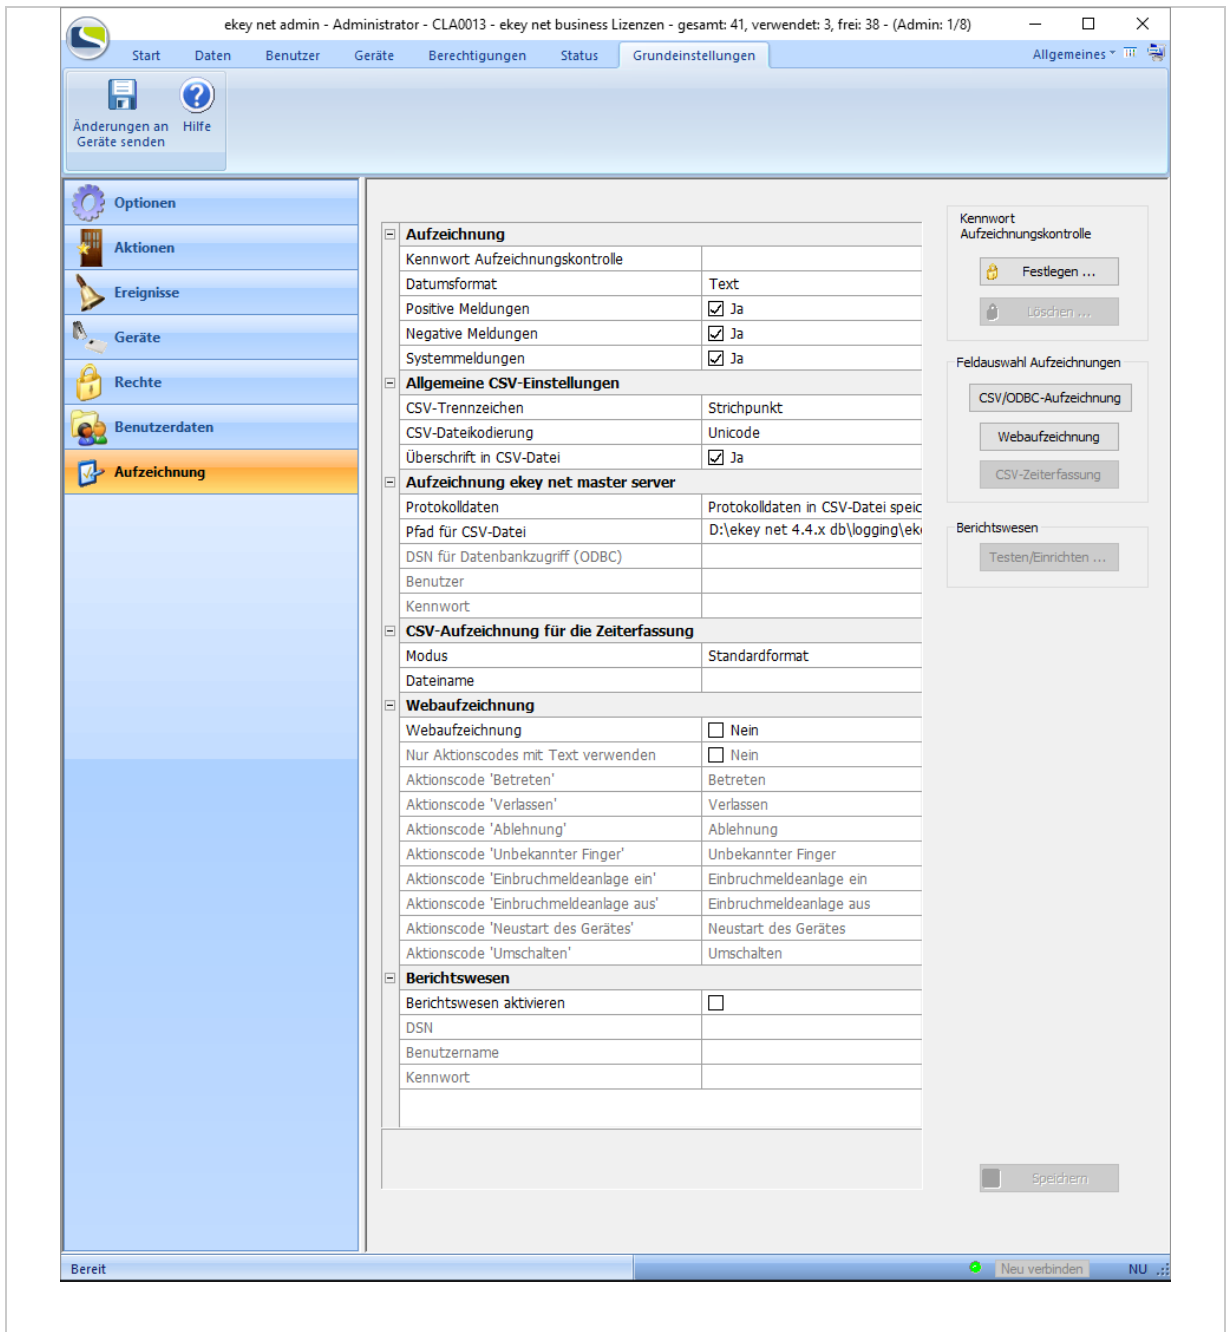 ekey net admin - Administrator - CLA0013 - ekey net business Lizenzen - gesamt: 41, verwendet: 3, frei: 38 - (Admin: 1/8)
Start Daten Benutzer Geräte Berechtigungen Status Grundeinstellungen Allgemeines
Änderungen an Geräte senden
Hilfe
Optionen
Aktionen
Ereignisse
Geräte
Rechte
Benutzerdaten
Aufzeichnung
Aufzeichnung
Kennwort Aufzeichnungskontrolle
Datumsformat Text
Positive Meldungen Ja
Negative Meldungen Ja
Systemmeldungen Ja
Allgemeine CSV-Einstellungen
CSV-Trennzeichen Strichpunkt
CSV-Dateikodierung Unicode
Überschrift in CSV-Datei Ja
Aufzeichnung ekey net master server
Protokolldaten Protokolldaten in CSV-Datei speic
Pfad für CSV-Datei D:\ekey net 4.4.x db\logging\eke
DSN für Datenbankzugriff (ODBC)
Benutzer
Kennwort
CSV-Aufzeichnung für die Zeiterfassung
Modus Standardformat
Dateiname
Webaufzeichnung
Webaufzeichnung Nein
Nur Aktionscodes mit Text verwenden Nein
Aktionscode 'Betreten' Betreten
Aktionscode 'Verlassen' Verlassen
Aktionscode 'Ablehnung' Ablehnung
Aktionscode 'Unbekannter Finger' Unbekannter Finger
Aktionscode 'Einbruchmeldeanlage ein' Einbruchmeldeanlage ein
Aktionscode 'Einbruchmeldeanlage aus' Einbruchmeldeanlage aus
Aktionscode 'Neustart des Gerätes' Neustart des Gerätes
Aktionscode 'Umschalten' Umschalten
Berichtswesen
Berichtswesen aktivieren
DSN
Benutzername
Kennwort
Kennwort
Aufzeichnungskontrolle
Festlegen ...
Löschen ...
Feldauswahl Aufzeichnungen
CSV/ODBC-Aufzeichnung
Webaufzeichnung
CSV-Zeiterfassung
Berichtswesen
Testen/Einrichten ...
Speichern
Bereit Neu verbinden NU